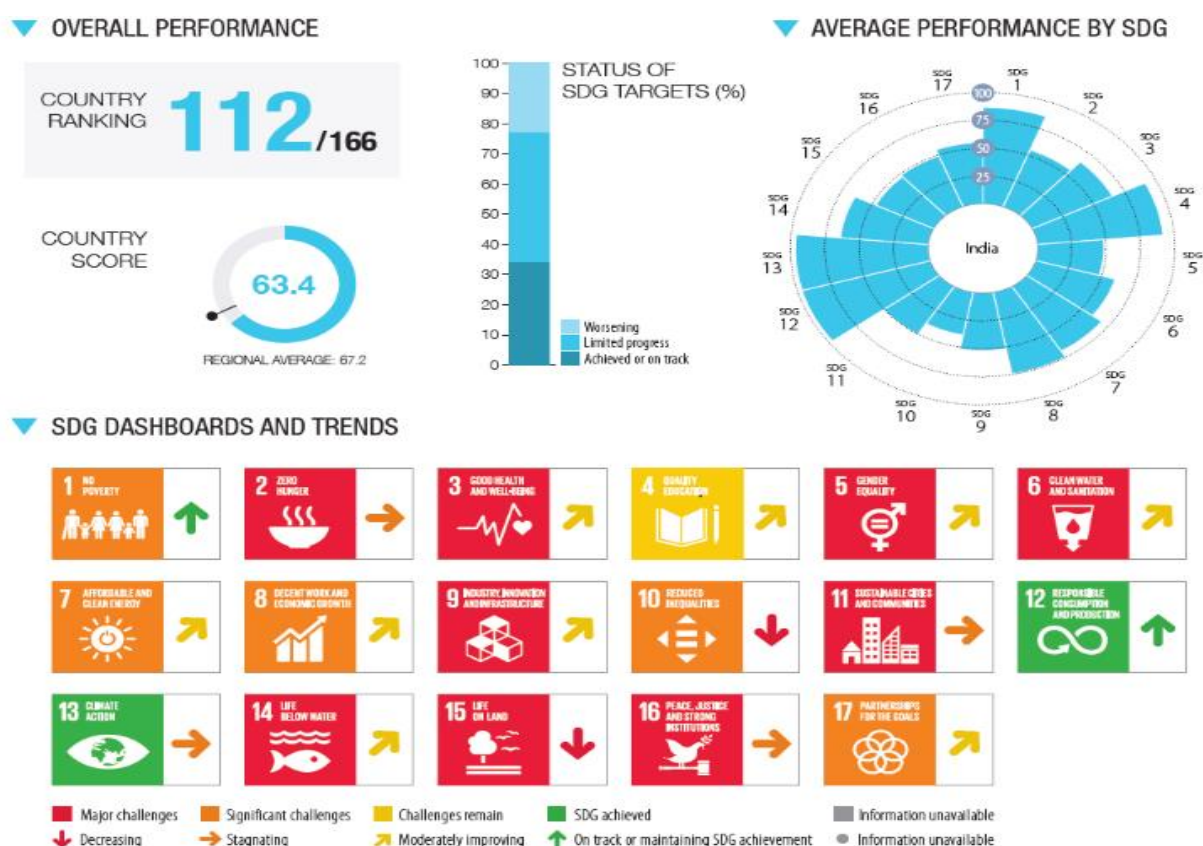 OVERALL PERFORMANCE
COUNTRY
RANKING
112/166
COUNTRY
SCORE
63.4
REGIONAL AVERAGE: 67.2
STATUS OF
SDG TARGETS (%)
100
90
80
70
60
50
40
30
20
10
0
Worsening
Limited progress
Achieved or on track
AVERAGE PERFORMANCE BY SDG
SDG
1
SDG
2
SDG
3
SDG
4
SDG
5
SDG
6
SDG
7
SDG
8
SDG
9
SDG
10
SDG
11
SDG
12
SDG
13
SDG
14
SDG
15
SDG
16
SDG
17
100
75
50
25
India
SDG DASHBOARDS AND TRENDS
1 NO
POVERTY
2 ZERO
HUNGER
3 GOOD HEALTH
AND WELL-BEING
4 QUALITY
EDUCATION
5 GENDER
EQUALITY
6 CLEAN WATER
AND SANITATION
7 AFFORDABLE AND
CLEAN ENERGY
8 DECENT WORK AND
ECONOMIC GROWTH
9 INDUSTRY, INNOVATION
AND INFRASTRUCTURE
10 REDUCED
INEQUALITIES
11 SUSTAINABLE CITIES
AND COMMUNITIES
12 RESPONSIBLE
CONSUMPTION
AND PRODUCTION
13 CLIMATE
ACTION
14 LIFE
BELOW WATER
15 LIFE
ON LAND
16 PEACE, JUSTICE
AND STRONG
INSTITUTIONS
17 PARTNERSHIPS
FOR THE GOALS
Major challenges
Significant challenges
Challenges remain
SDG achieved
Information unavailable
Decreasing
Stagnating
Moderately improving
On track or maintaining SDG achievement
Information unavailable